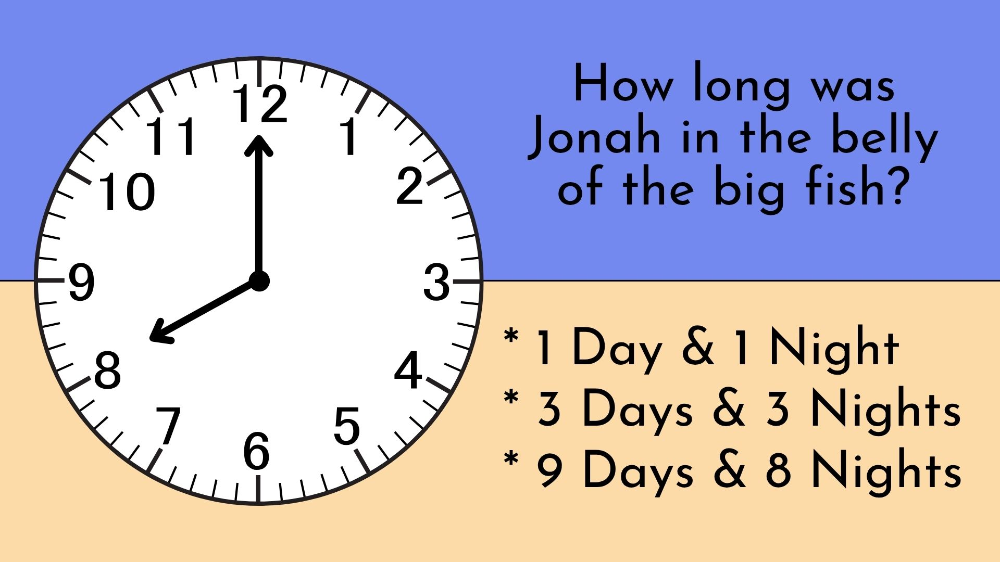 12
11
1
10
2
9
3
8
4
7
5
6
How long was
Jonah in the belly
of the big fish?
* 1 Day & 1 Night
* 3 Days & 3 Nights
* 9 Days & 8 Nights